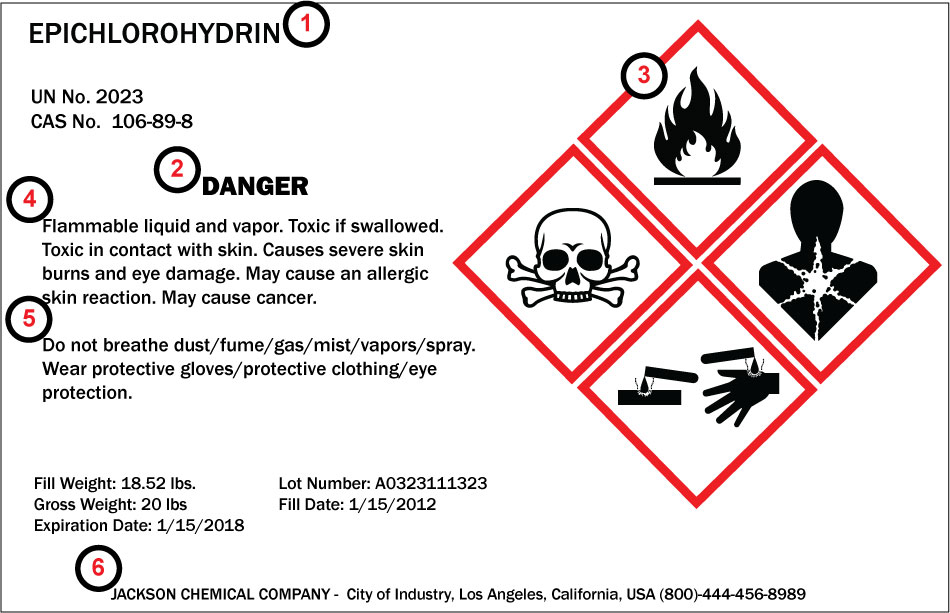 EPICHLOROHYDRIN 1
UN No. 2023
CAS No. 106-89-8
2
DANGER
3
4
Flammable liquid and vapor. Toxic if swallowed.
Toxic in contact with skin. Causes severe skin
burns and eye damage. May cause an allergic
skin reaction. May cause cancer.
5
Do not breathe dust/fume/gas/mist/vapors/spray.
Wear protective gloves/protective clothing/eye
protection.
Fill Weight: 18.52 lbs.
Gross Weight: 20 lbs
Expiration Date: 1/15/2018
Lot Number: A0323111323
Fill Date: 1/15/2012
6
JACKSON CHEMICAL COMPANY - City of Industry, Los Angeles, California, USA (800)-444-456-8989